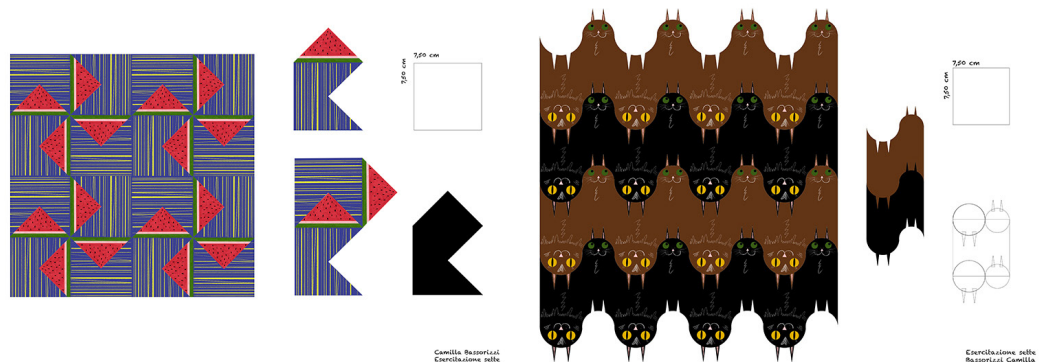 7,50 cm
7,50 cm
Camilla Bassorizzi
Esercitazione sette
7,50 cm
7,50 cm
Esercitazione sette
Bassorizzi Camilla